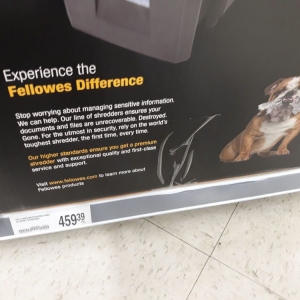 Experience the
Fellowes Difference
Stop worrying about managing sensitive information.
We can help. Our line of shredders ensures your
documents and files are unrecoverable. Destroyed.
Gone. For the utmost in security, rely on the world's
toughest shredder, the first time, every time.
Our higher standards ensure you get a premium
shredder with exceptional quality and first-class
service and support.
Visit www.fellowes.com to learn more about
Fellowes products
459.39